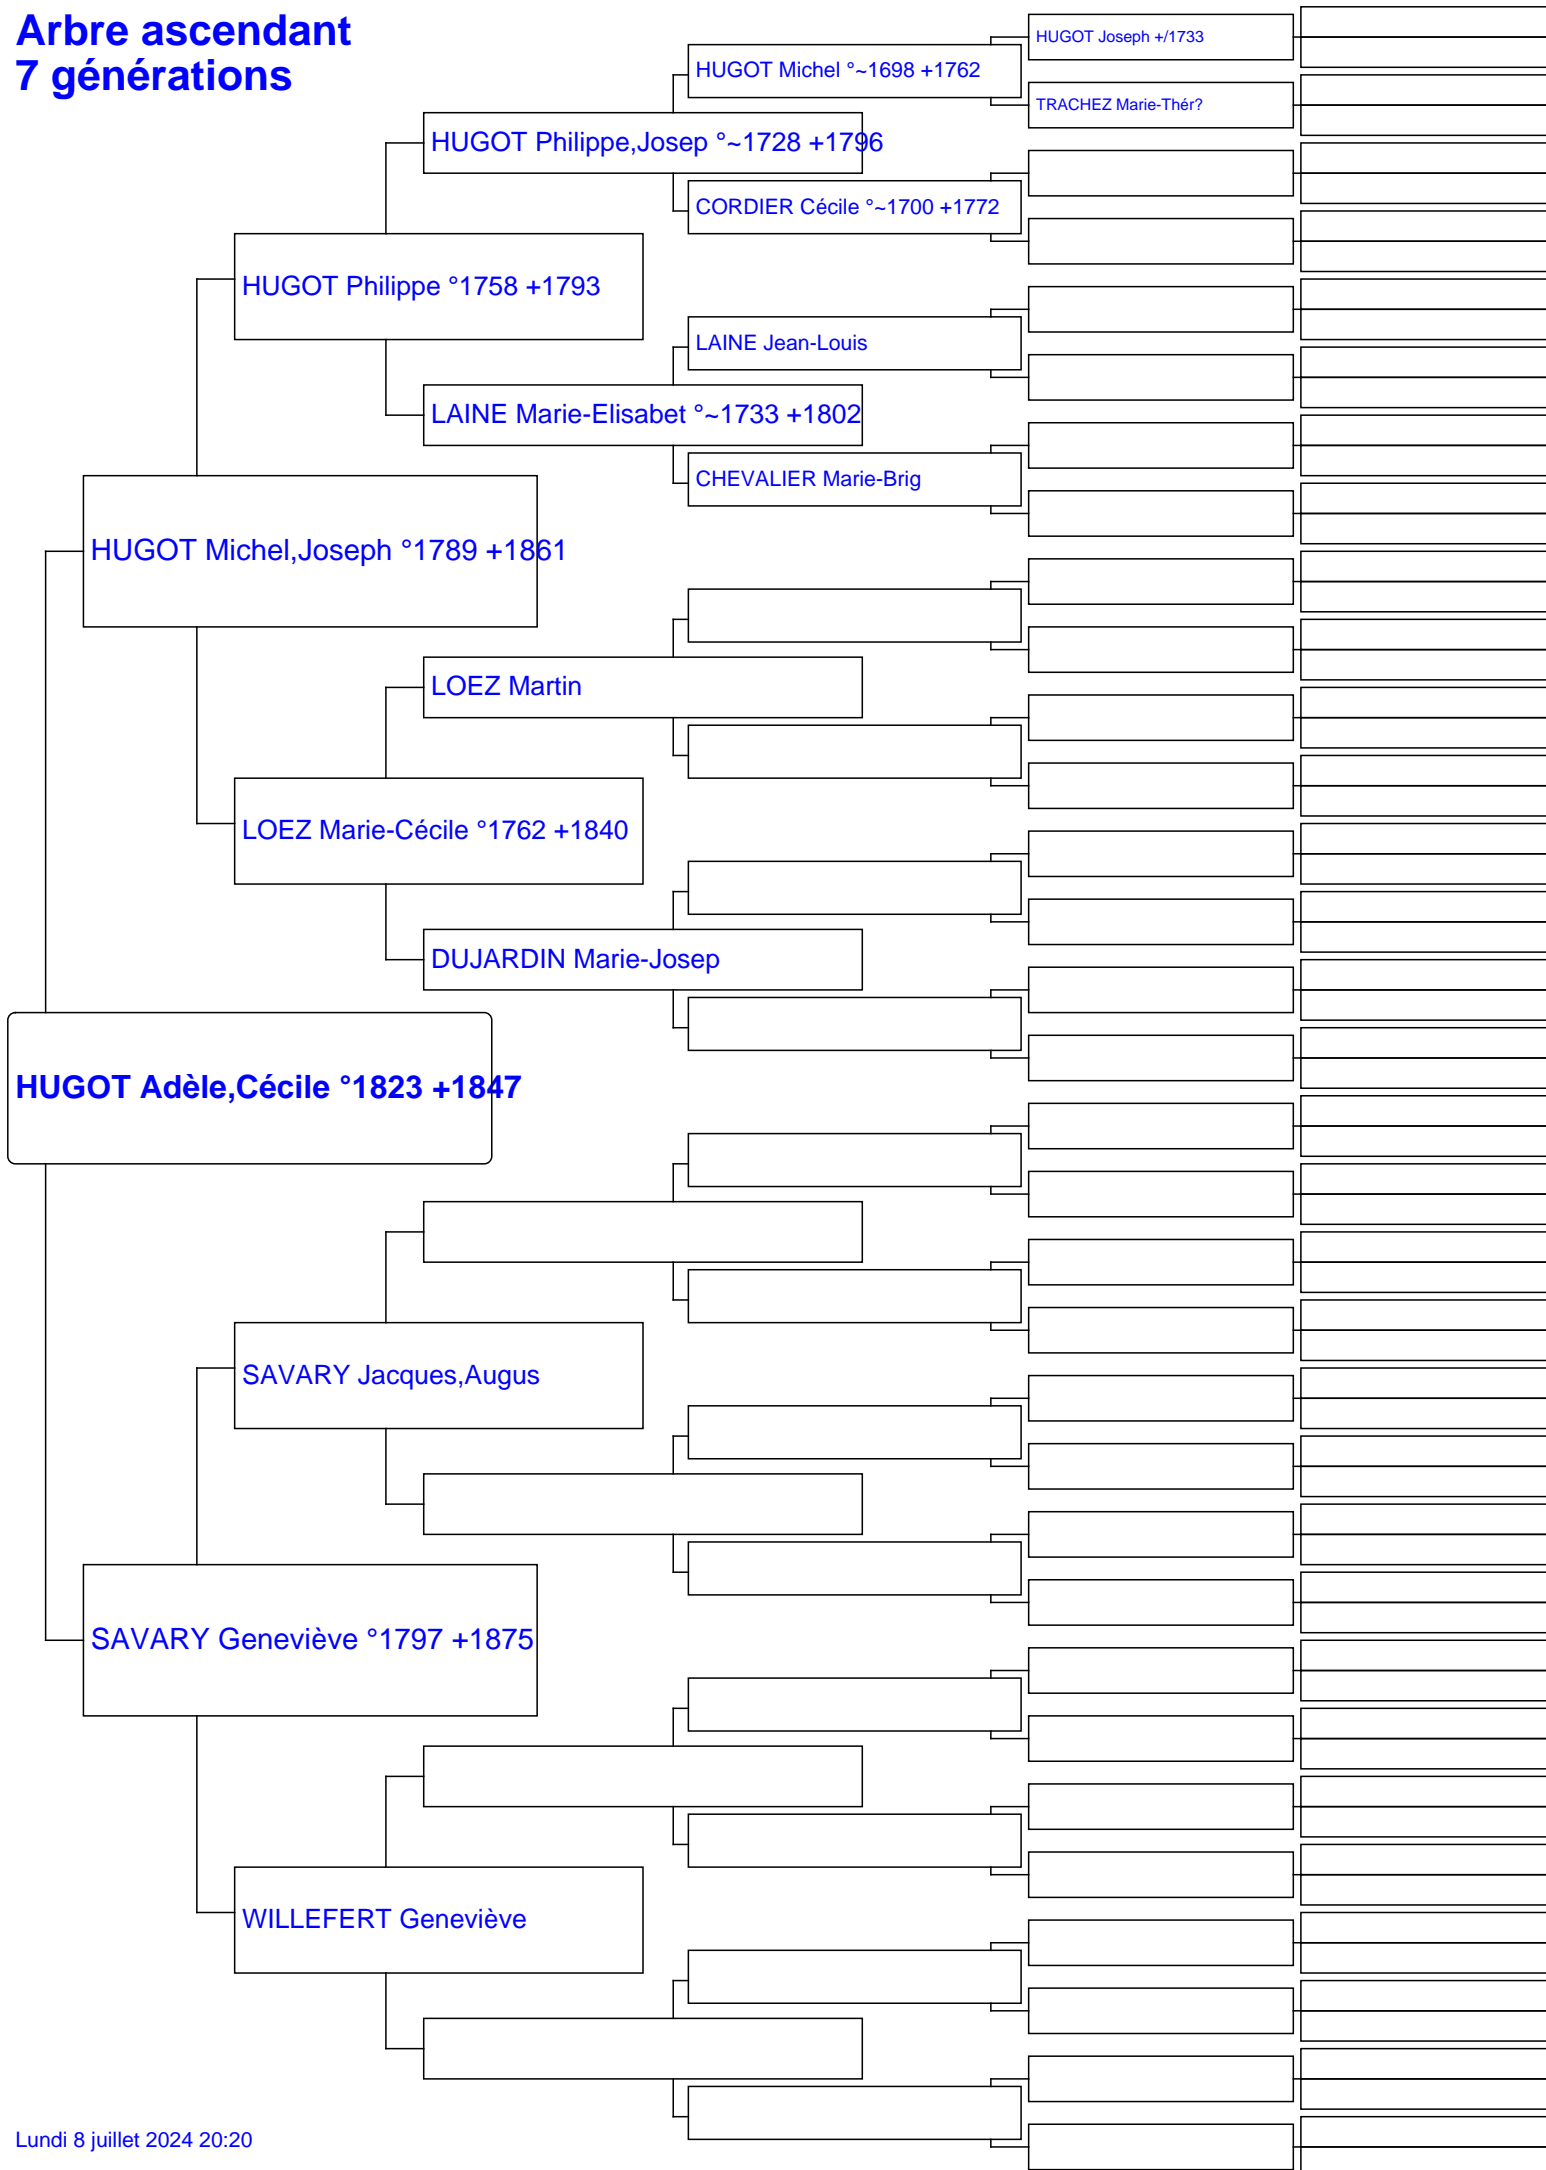 Arbre ascendant
7 générations
HUGOT Joseph +/1733
HUGOT Michel °~1698 +1762
TRACHEZ Marie-Thér?
HUGOT Philippe,Josep °~1728 +1796
CORDIER Cécile °~1700 +1772
HUGOT Philippe °1758 +1793
LAINE Jean-Louis
LAINE Marie-Elisabet °~1733 +1802
CHEVALIER Marie-Brig
HUGOT Michel,Joseph °1789 +1861
LOEZ Martin
LOEZ Marie-Cécile °1762 +1840
DUJARDIN Marie-Josep
HUGOT Adèle,Cécile °1823 +1847
SAVARY Jacques,Augus
SAVARY Geneviève °1797 +1875
WILLEFERT Geneviève
Lundi 8 juillet 2024 20:20